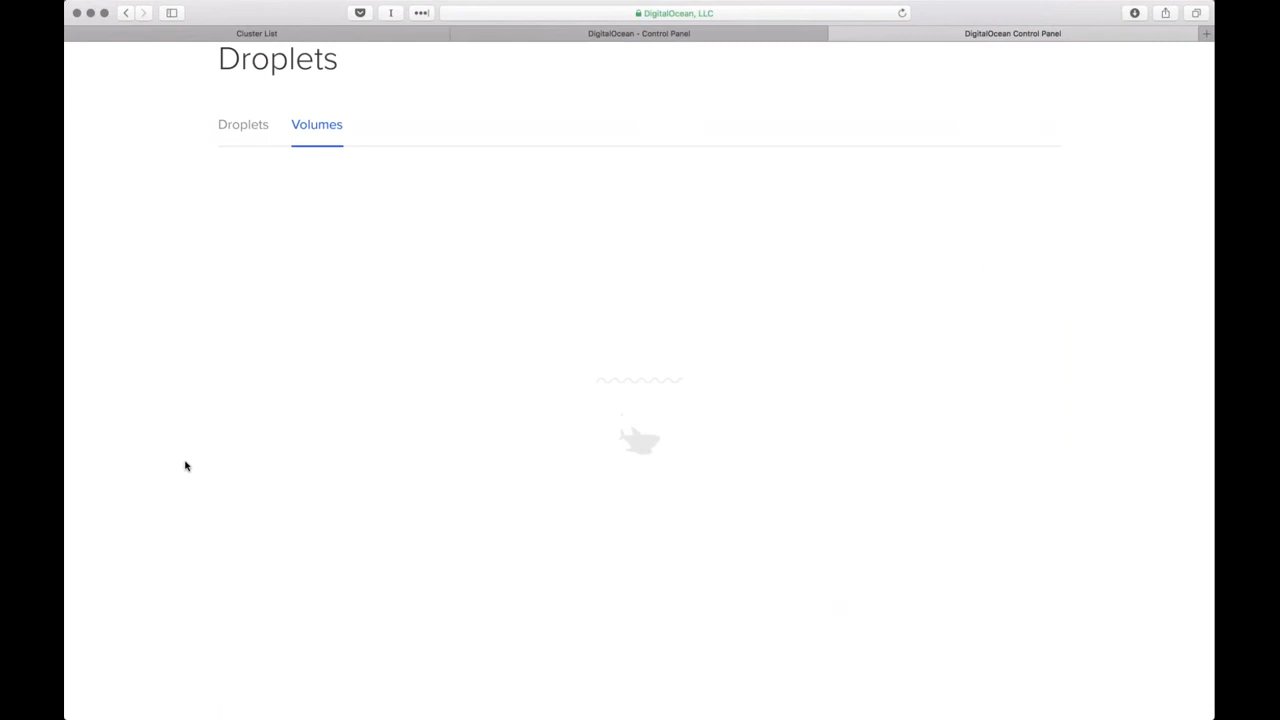 DigitalOcean, LLC
Cluster List
DigitalOcean - Control Panel
DigitalOcean Control Panel
Droplets
Droplets
Volumes